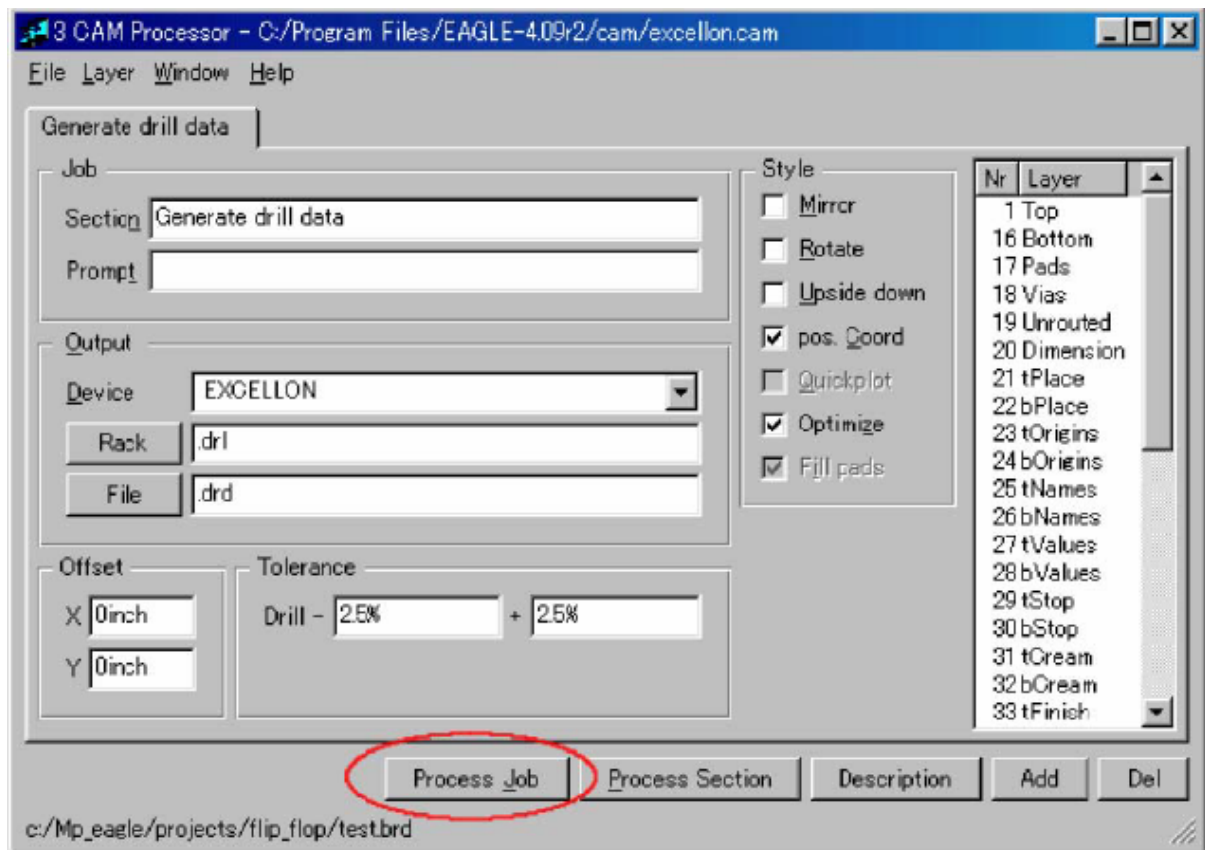 3 CAM Processor - C:/Program Files/EAGLE-4.09r2/cam/excellon.cam
File Layer Window Help
Generate drill data
Job
Section Generate drill data
Prompt
Output
Device EXCELLON
Rack .drl
File .drd
Offset
X 0inch
Y 0inch
Tolerance
Drill - 2.5% + 2.5%
Style
Mirror
Rotate
Upside down
pos. Coord
Quickplot
Optimize
Fill pads
Nr Layer
1 Top
16 Bottom
17 Pads
18 Vias
19 Unrouted
20 Dimension
21 tPlace
22 bPlace
23 tOrigins
24 bOrigins
25 tNames
26 bNames
27 tValues
28 bValues
29 tStop
30 bStop
31 tCream
32 bCream
33 tFinish
Process Job Process Section Description Add Del
c:/Mp_eagle/projects/flip_flop/test.brd